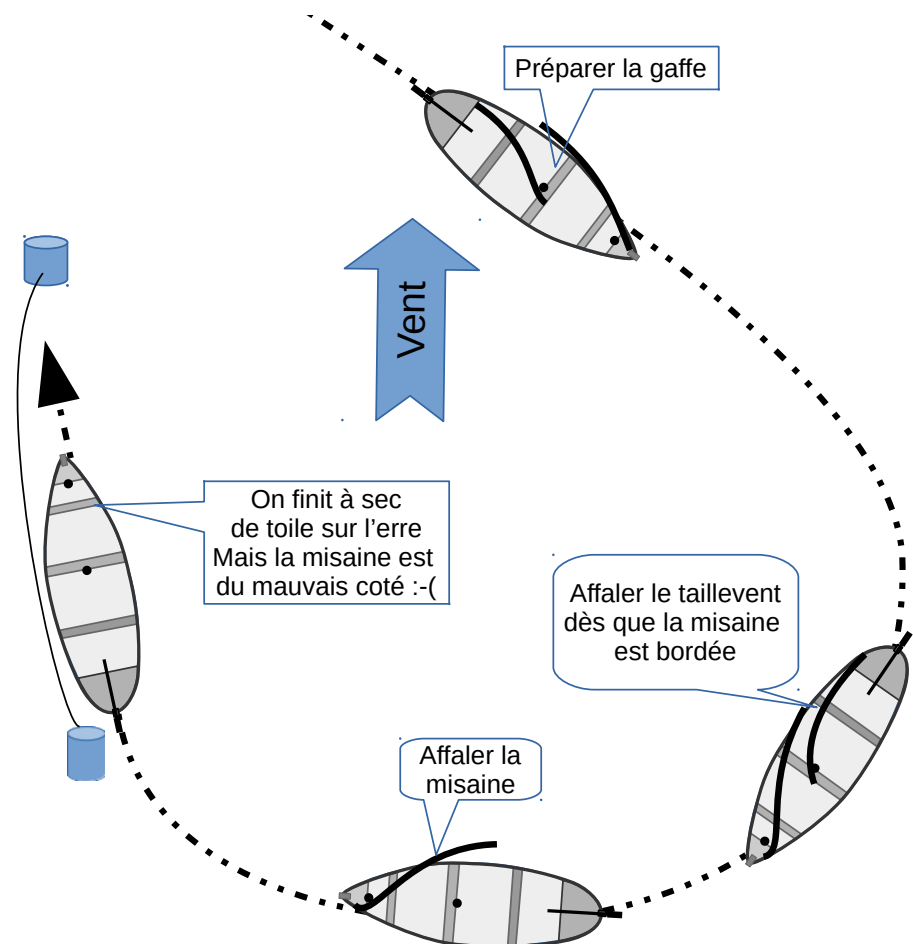 Préparer la gaffe
Vent
On finit à sec
de toile sur l'erre
Mais la misaine est
du mauvais coté :-(
Affaler le taillevent
dès que la misaine
est bordée
Affaler la
misaine